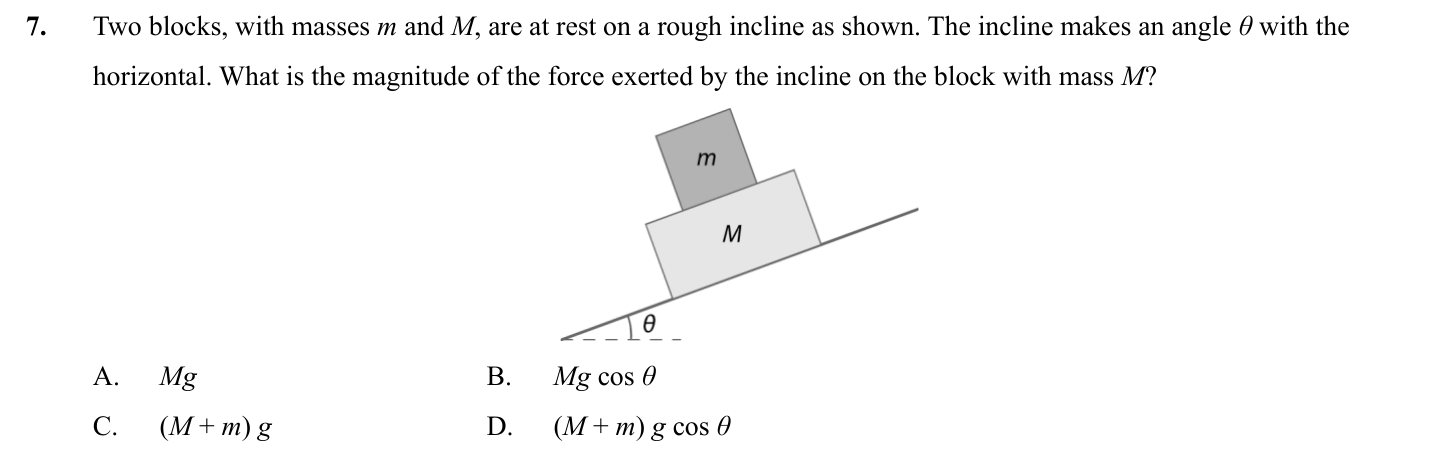 7. Two blocks, with masses m and M, are at rest on a rough incline as shown. The incline makes an angle θ with the
horizontal. What is the magnitude of the force exerted by the incline on the block with mass M?
m
M
θ
A. Mg B. Mg cos θ
C. (M + m) g D. (M + m) g cos θ